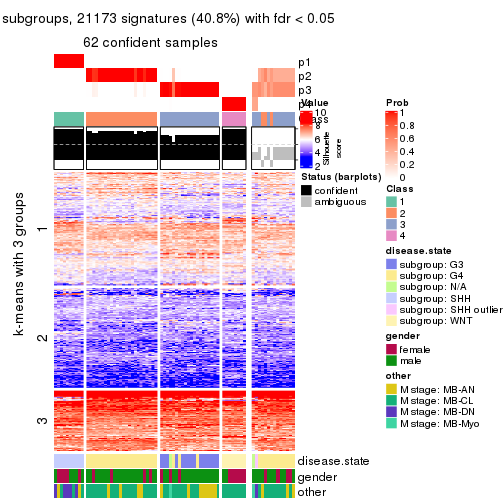 subgroups, 21173 signatures (40.8%) with fdr < 0.05
62 confident samples
p1
p2
p3
p4
Class
Silhouette
score
k-means with 3 groups
1
2
3
disease.state
gender
other
Value
10
8
6
4
2
Status (barplots)
confident
ambiguous
Prob
1
0.8
0.6
0.4
0.2
0
Class
1
2
3
4
disease.state
subgroup: G3
subgroup: G4
subgroup: N/A
subgroup: SHH
subgroup: SHH outlier
subgroup: WNT
gender
female
male
other
M stage: MB-AN
M stage: MB-CL
M stage: MB-DN
M stage: MB-Myo